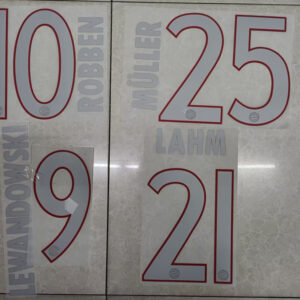 10
ROBBEN
MÜLLER
25
LEWANDOWSKI
9
LAHM
21